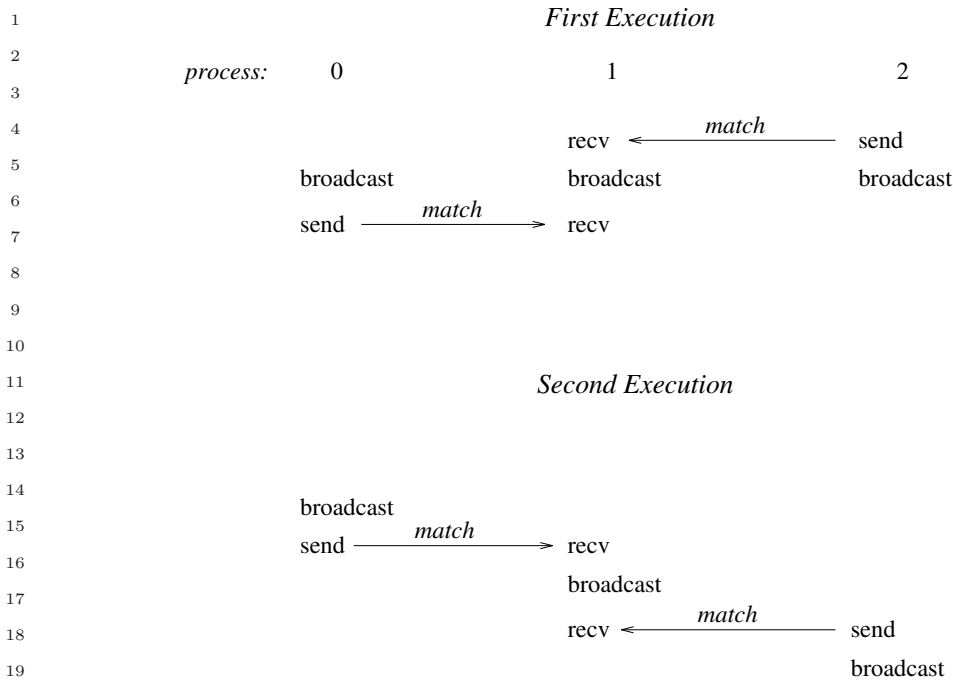 1 First Execution
2
process: 0 1 2
3
4 match
recv send
5
broadcast broadcast broadcast
6 match
send recv
7
8
9
10
11 Second Execution
12
13
14
broadcast
15 match
send recv
16
broadcast
17
match
18 recv send
19 broadcast